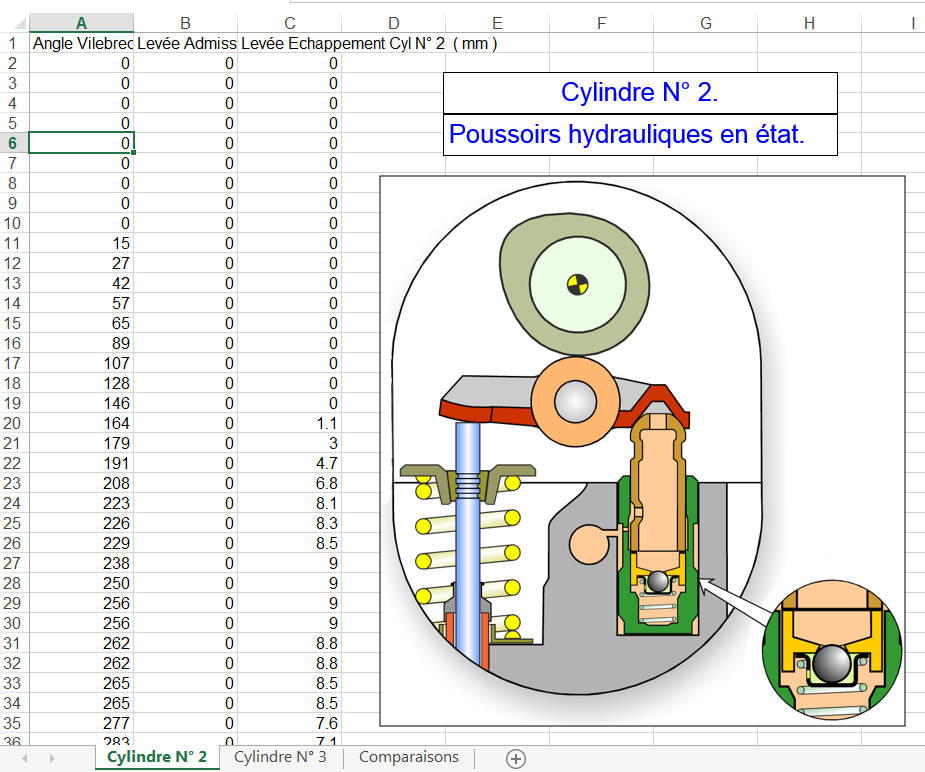 A B C D E F G H I
1 Angle Vilebrec Levée Admiss Levée Echappement Cyl N° 2 ( mm )
2 0 0 0
3 0 0 0
Cylindre N° 2.
4 0 0 0
5 0 0 0
Poussoirs hydrauliques en état.
6 0 0 0
7 0 0 0
8 0 0 0
9 0 0 0
10 0 0 0
11 15 0 0
12 27 0 0
13 42 0 0
14 57 0 0
15 65 0 0
16 89 0 0
17 107 0 0
18 128 0 0
19 146 0 0
20 164 0 1.1
21 179 0 3
22 191 0 4.7
23 208 0 6.8
24 223 0 8.1
25 226 0 8.3
26 229 0 8.5
27 238 0 9
28 250 0 9
29 256 0 9
30 256 0 9
31 262 0 8.8
32 262 0 8.8
33 265 0 8.5
34 265 0 8.5
35 277 0 7.6
36 283 0 7.1
Cylindre N° 2 Cylindre N° 3 Comparaisons